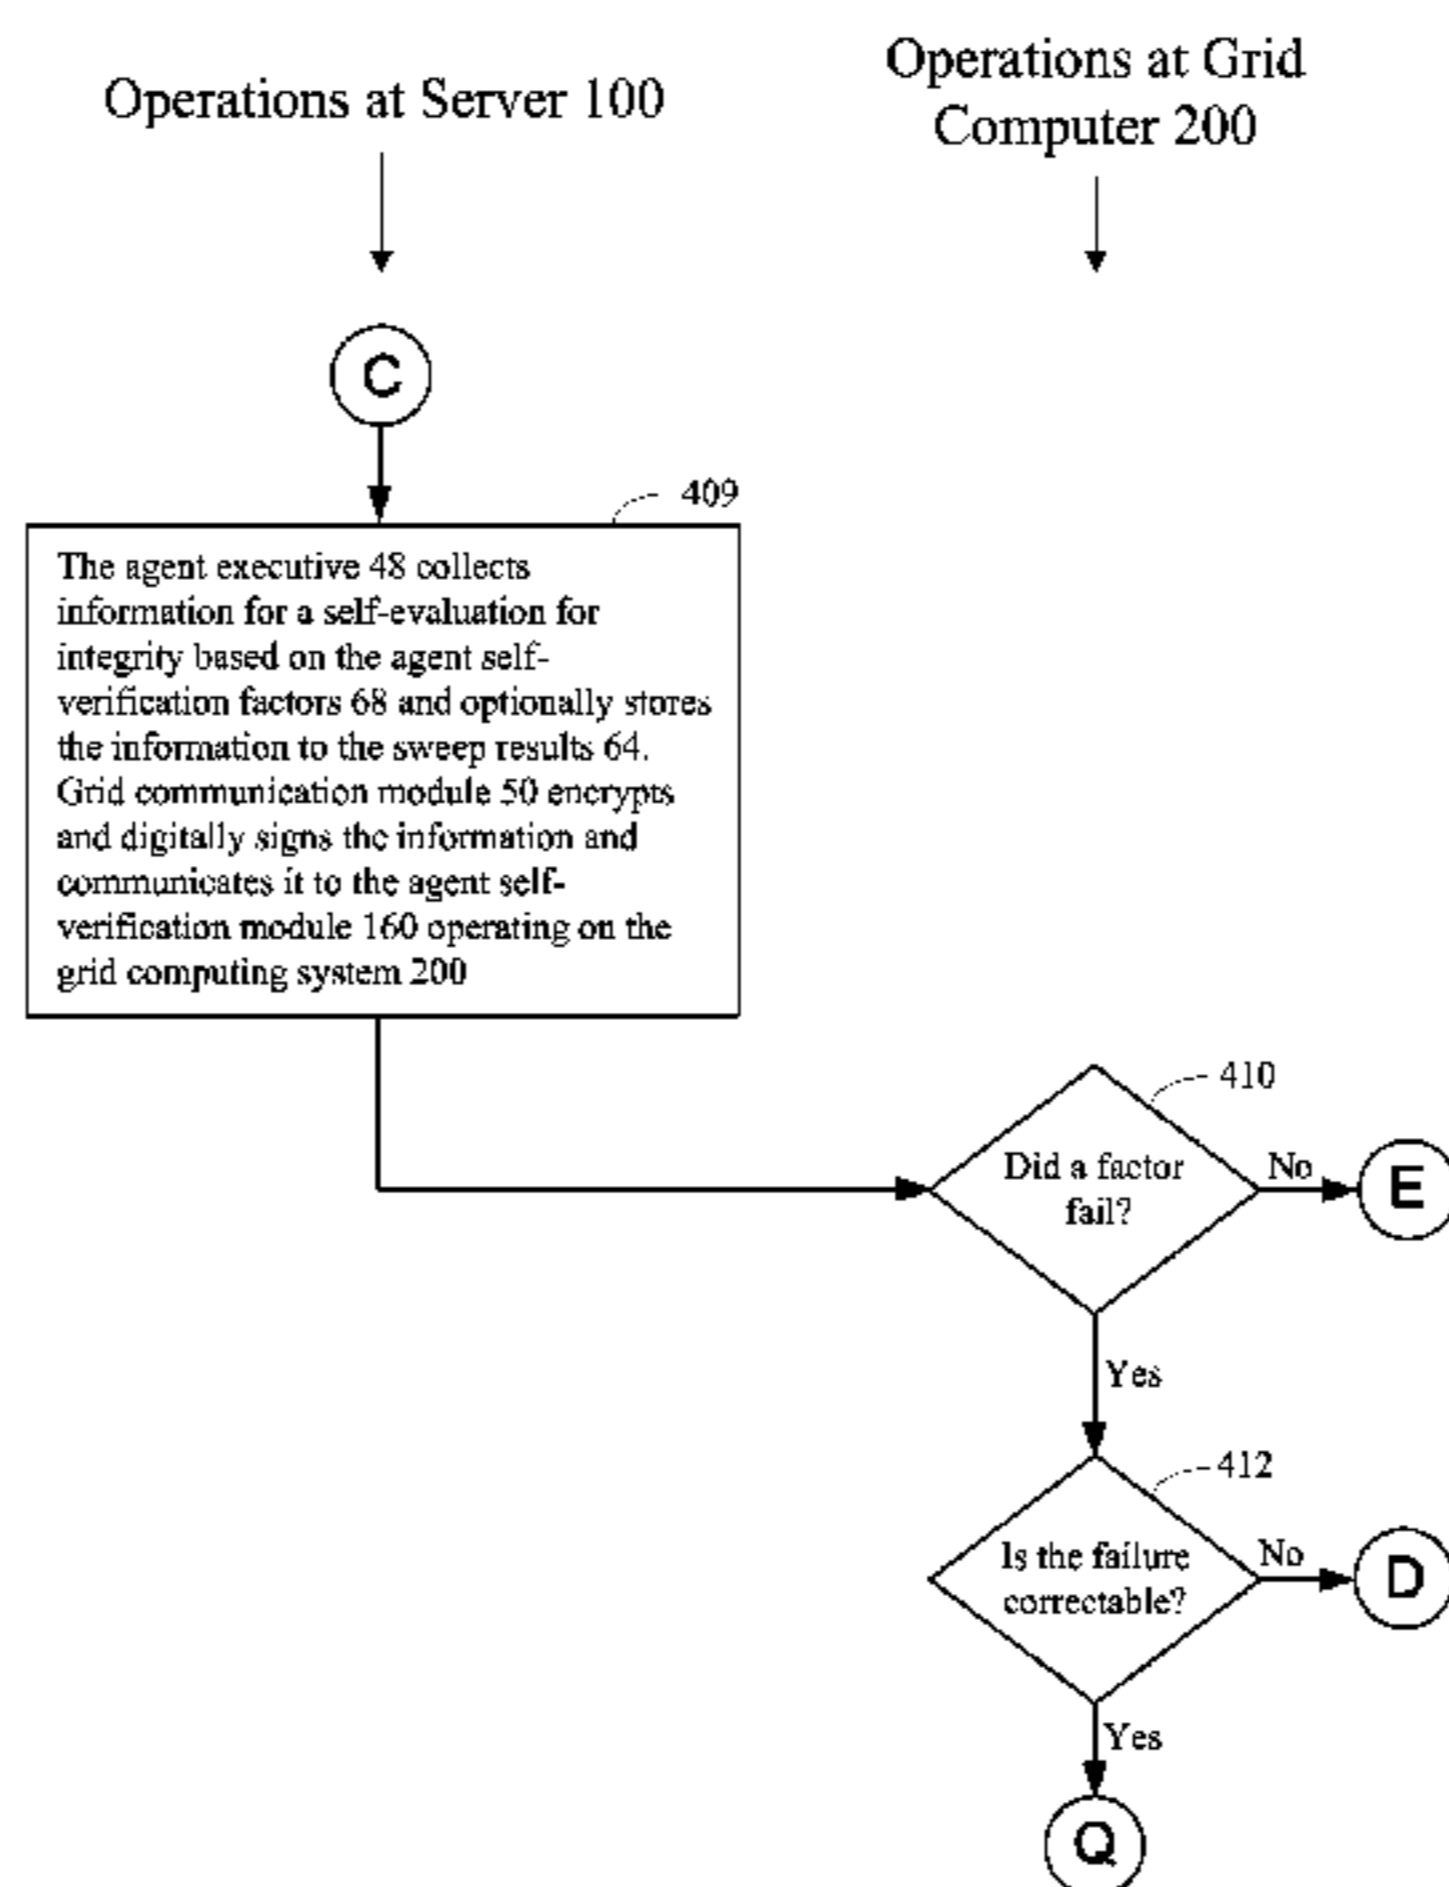 Operations at Server 100
Operations at Grid
Computer 200
C
409
The agent executive 48 collects
information for a self-evaluation for
integrity based on the agent self-
verification factors 68 and optionally stores
the information to the sweep results 64.
Grid communication module 50 encrypts
and digitally signs the information and
communicates it to the agent self-
verification module 160 operating on the
grid computing system 200
410
Did a factor
fail?
No
E
Yes
412
Is the failure
correctable?
No
D
Yes
Q